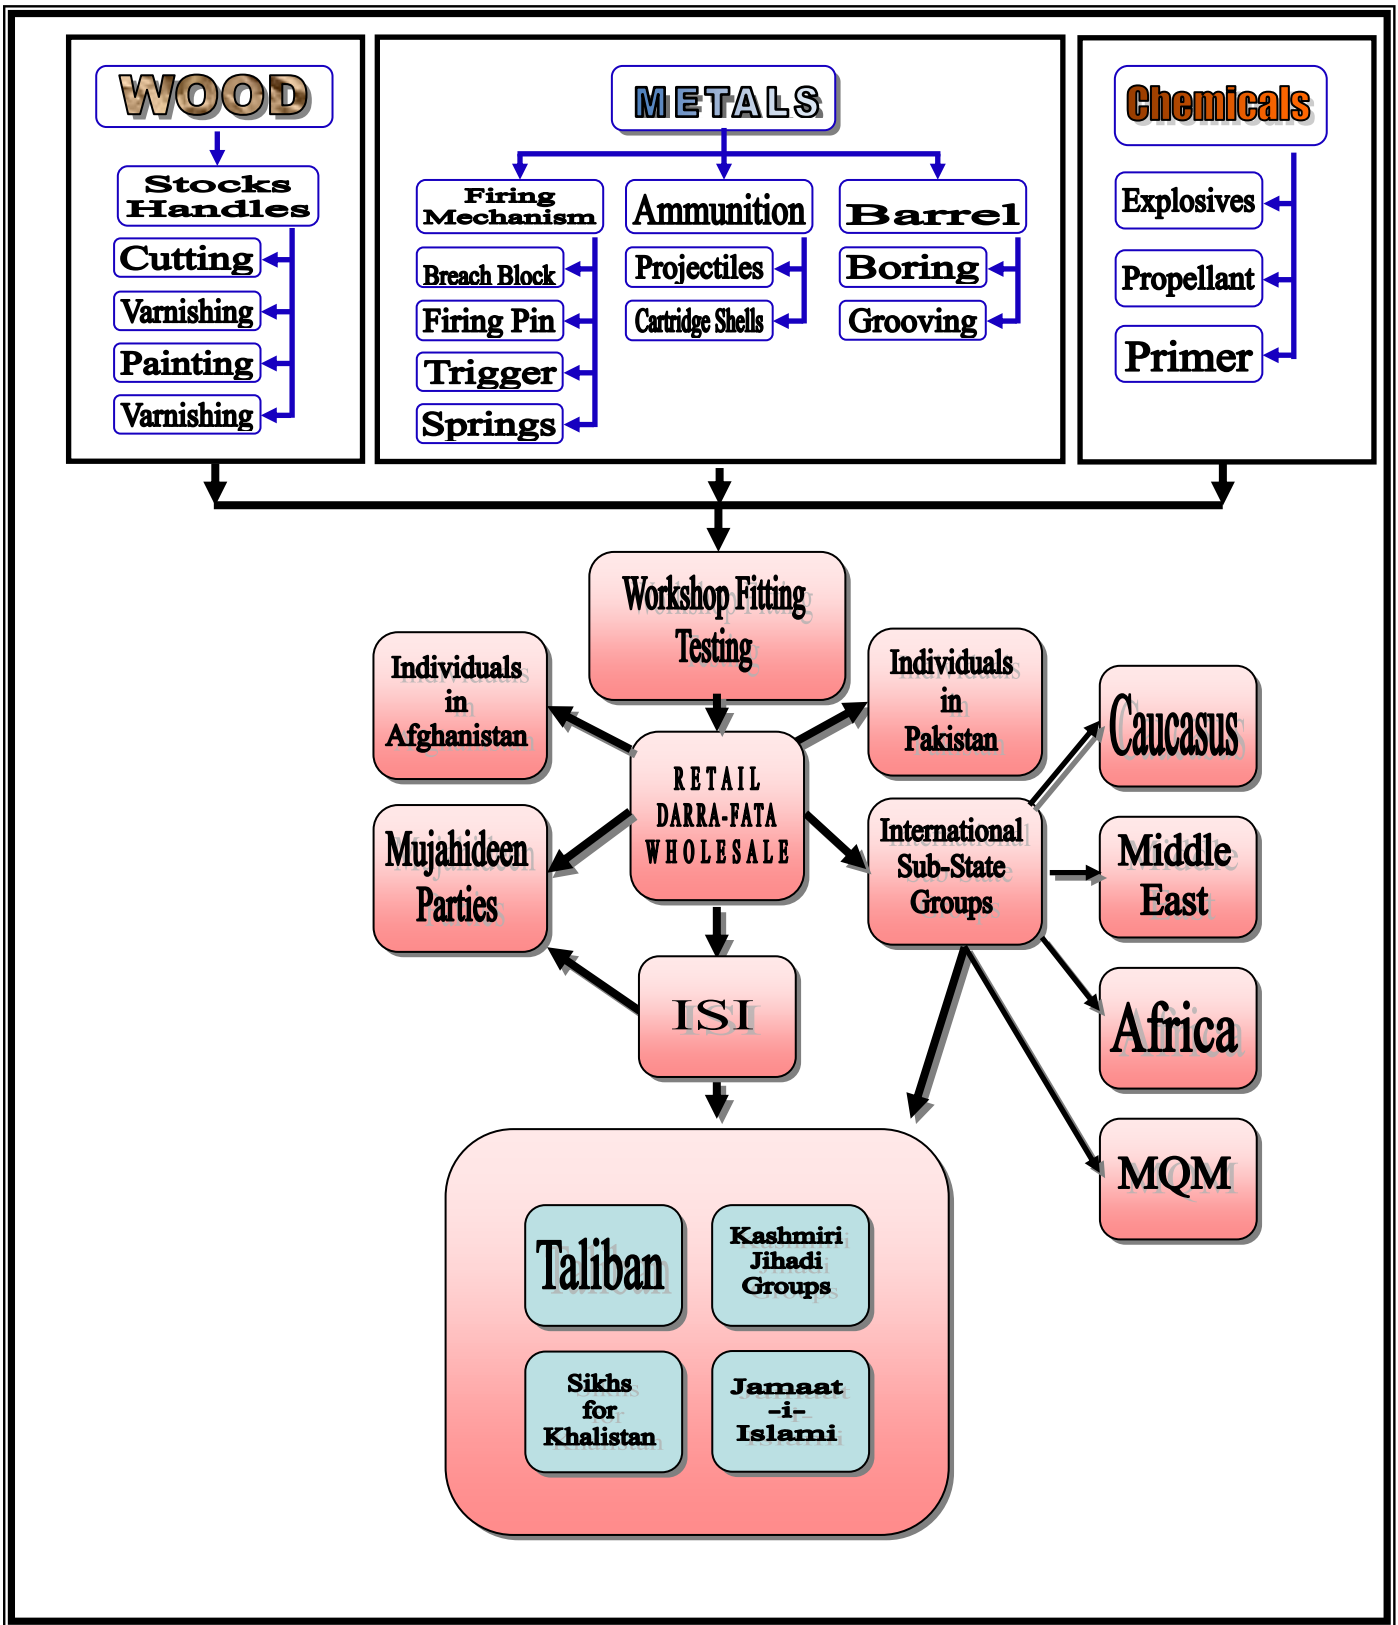 WOOD
Stocks
Handles
Cutting
Varnishing
Painting
Varnishing
METALS
Firing
Mechanism
Breach Block
Firing Pin
Trigger
Springs
Ammunition
Projectiles
Cartridge Shells
Barrel
Boring
Grooving
Chemicals
Explosives
Propellant
Primer
Workshop Fitting
Testing
Individuals
in
Afghanistan
Individuals
in
Pakistan
Mujahideen
Parties
RETAIL
DARRA-FATA
WHOLESALE
International
Sub-State
Groups
Caucasus
Middle
East
Africa
MQM
ISI
Taliban
Kashmiri
Jihadi
Groups
Sikhs
for
Khalistan
Jamaat
-i-
Islami